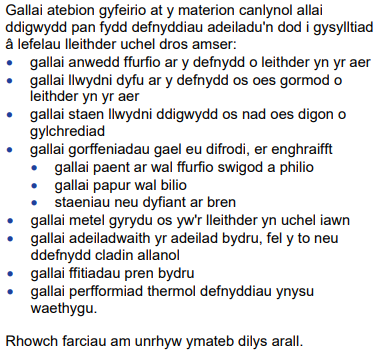 Gallai atebion gyfeirio at y materion canlynol allai
ddigwydd pan fydd defnyddiau adeiladu'n dod i gysylltiad
â lefelau lleithder uchel dros amser:
• gallai anwedd ffurfio ar y defnydd o leithder yn yr aer
• gallai llwydni dyfu ar y defnydd os oes gormod o
leithder yn yr aer
• gallai staen llwydni ddigwydd os nad oes digon o
gylchrediad
• gallai gorffeniadau gael eu difrodi, er enghraifft
• gallai paent ar wal ffurfio swigod a philio
• gallai papur wal bilio
• staeniau neu dyfiant ar bren
• gallai metel gyrydu os yw'r lleithder yn uchel iawn
• gallai adeiladwaith yr adeilad bydru, fel y to neu
ddefnydd cladin allanol
• gallai ffitiadau pren bydru
• gallai perfformiad thermol defnyddiau ynysu
waethygu.
Rhowch farciau am unrhyw ymateb dilys arall.